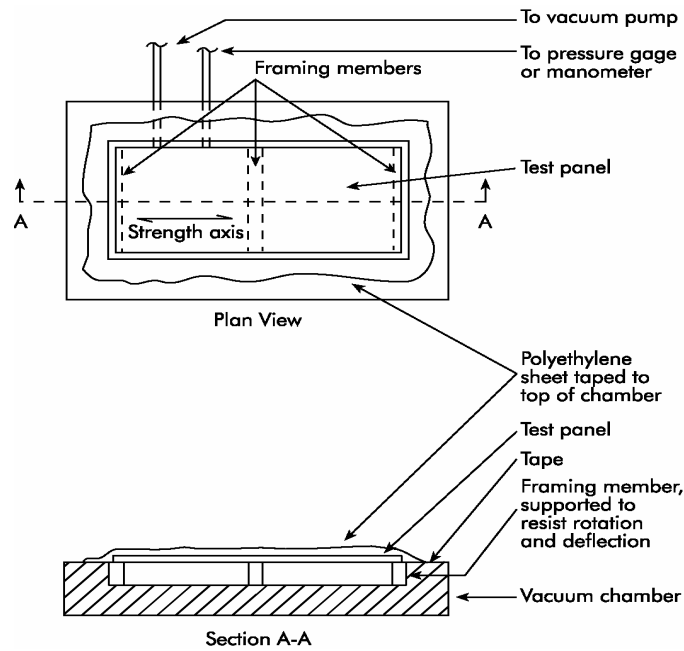 To vacuum pump
To pressure gage
or manometer
Framing members
Test panel
A
A
Strength axis
Plan View
Polyethylene
sheet taped to
top of chamber
Test panel
Tape
Framing member,
supported to
resist rotation
and deflection
Vacuum chamber
Section A-A